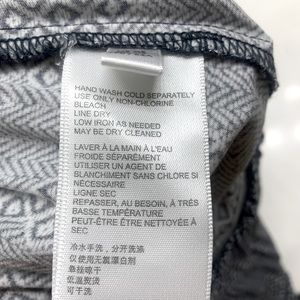 HAND WASH COLD SEPARATELY
USE ONLY NON-CHLORINE
BLEACH
LINE DRY
LOW IRON AS NEEDED
MAY BE DRY CLEANED
LAVER À LA MAIN À L'EAU
FROIDE SÉPARÉMENT
UTILISER UN AGENT DE
BLANCHIMENT SANS CHLORE SI
NÉCESSAIRE
LIGNE SEC
REPASSER, AU BESOIN, À TRÈS
BASSE TEMPÉRATURE
PEUT-ÊTRE ÊTRE NETTOYÉE À
SEC
冷水手洗，分开洗涤
仅使用无氯漂白剂
悬挂晾干
低温熨烫
可干洗